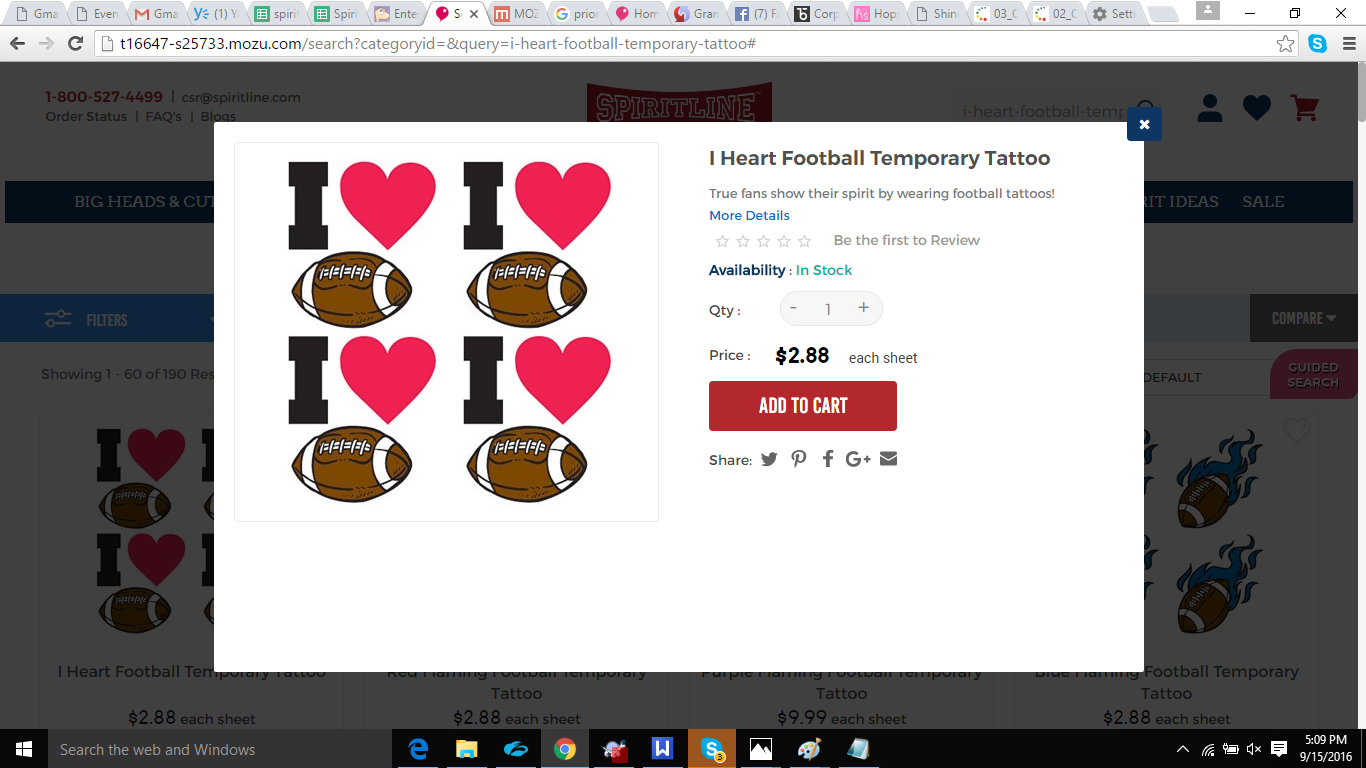 Gma
Even
Gma
(1) Y
spiri
Spiri
Ente
S
MOZ
prior
Hom
Gran
(7) F
Corp
Hop
Shin
03_C
02_C
Setti
t16647-s25733.mozu.com/search?categoryid=&query=i-heart-football-temporary-tattoo#
1-800-527-4499 | csr@spiritline.com
Order Status | FAQ's | Blogs
SPIRITLINE
i-heart-football-temp
BIG HEADS & CUT
RIT IDEAS
SALE
FILTERS
COMPARE
Showing 1 - 60 of 190 Res
DEFAULT
GUIDED
SEARCH
I Heart Football Temporary Tattoo
True fans show their spirit by wearing football tattoos!
More Details
Be the first to Review
Availability : In Stock
Qty : - 1 +
Price : $2.88 each sheet
ADD TO CART
Share:
I
I
I
I
I Heart Football Temporary Tattoo
$2.88 each sheet
Red Flaming Football Temporary
Tattoo
$2.88 each sheet
Purple Flaming Football Temporary
Tattoo
$9.99 each sheet
Blue Flaming Football Temporary
Tattoo
$2.88 each sheet
Search the web and Windows
3
5:09 PM
9/15/2016